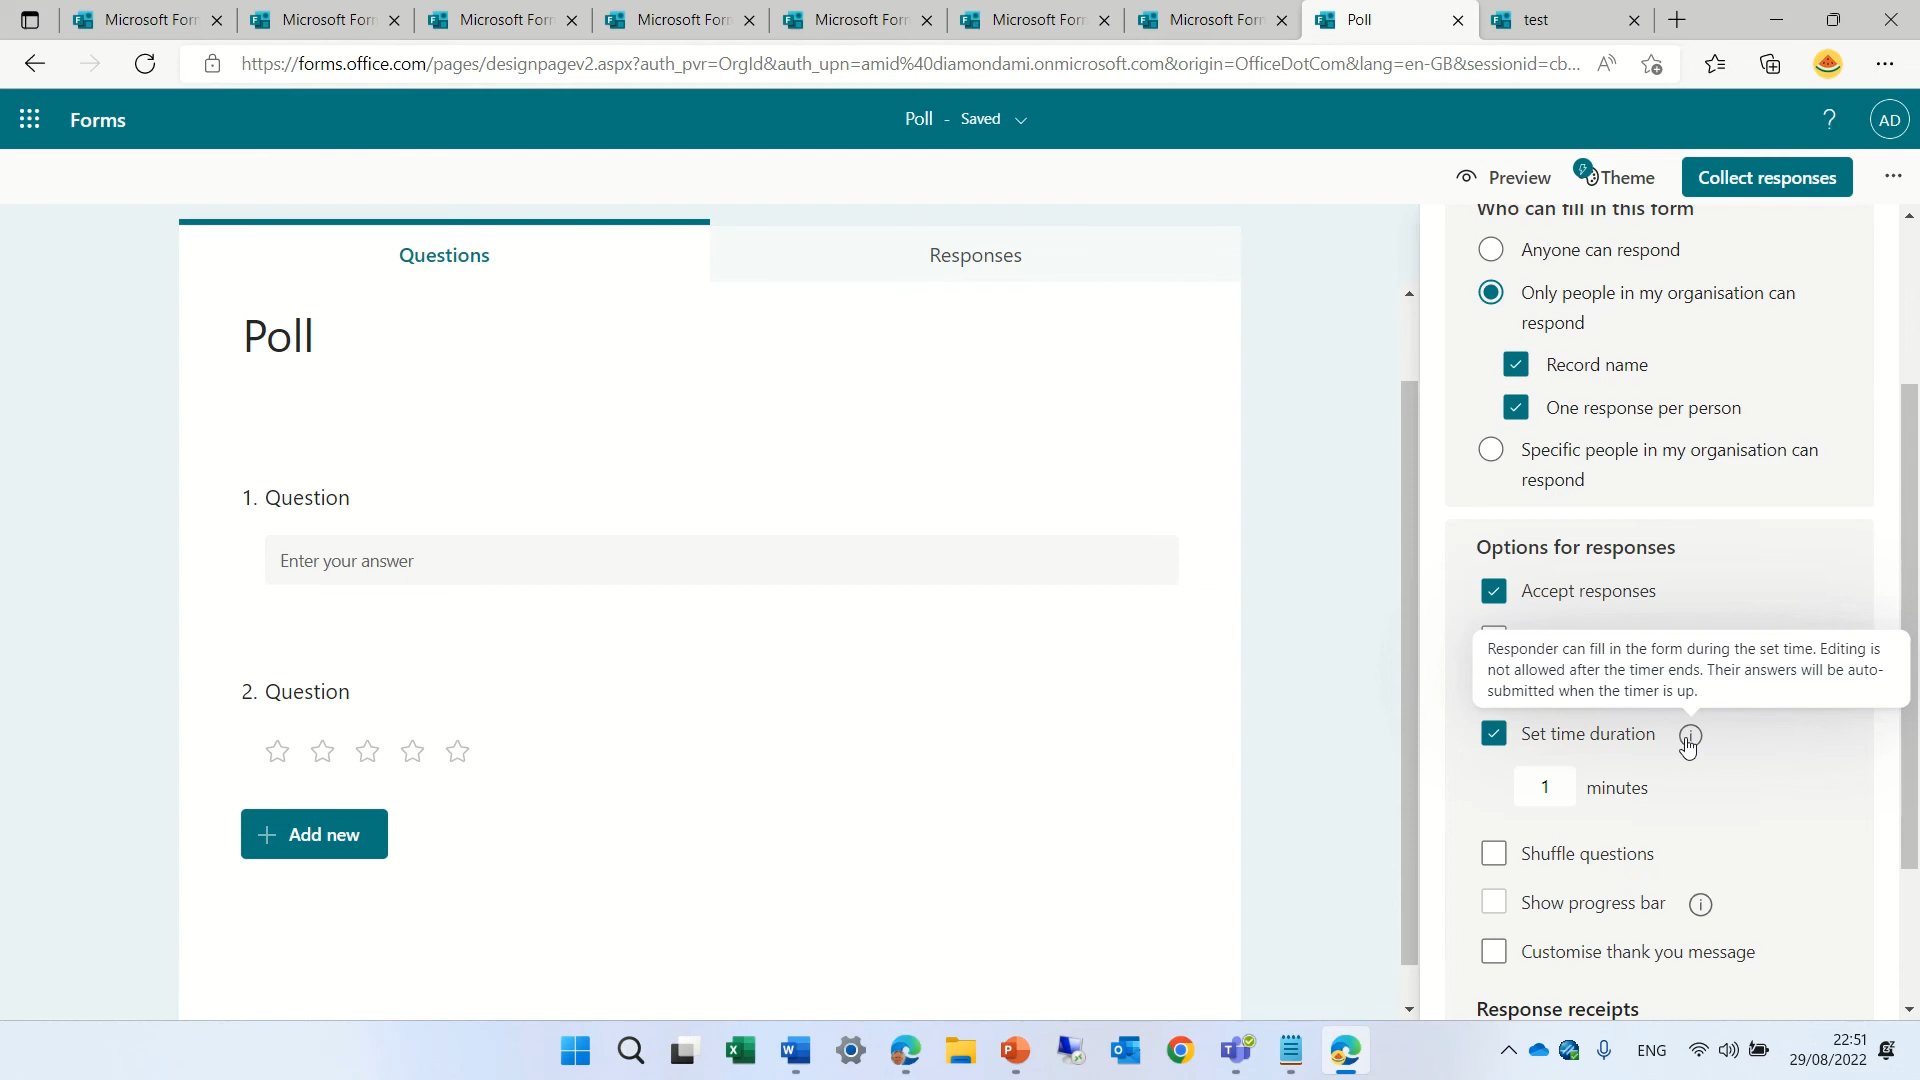 Microsoft For
Microsoft For
Microsoft For
Microsoft For
Microsoft For
Microsoft For
Microsoft For
Poll
test
https://forms.office.com/pages/designpagev2.aspx?auth_pvr=OrgId&auth_upn=amid%40diamondami.onmicrosoft.com&origin=OfficeDotCom&lang=en-GB&sessionid=cb...
Forms
Poll - Saved
?
AD
Preview
Theme
Collect responses
Questions
Responses
Poll
1. Question
Enter your answer
2. Question
Add new
Who can fill in this form
Anyone can respond
Only people in my organisation can
respond
Record name
One response per person
Specific people in my organisation can
respond
Options for responses
Accept responses
Responder can fill in the form during the set time. Editing is
not allowed after the timer ends. Their answers will be auto-
submitted when the timer is up.
Set time duration
1 minutes
Shuffle questions
Show progress bar
Customise thank you message
Response receipts
ENG
22:51
29/08/2022